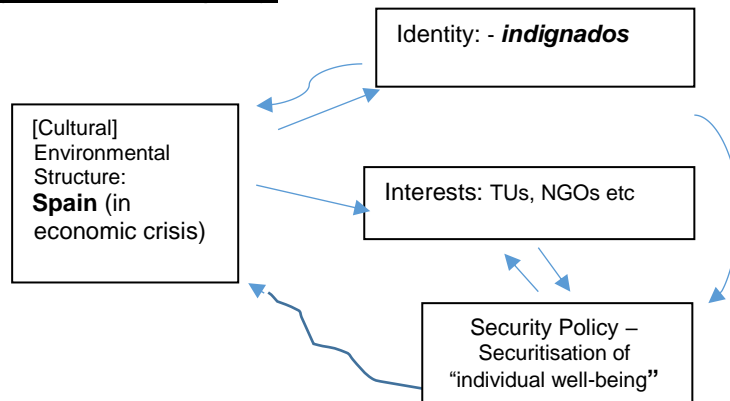 Identity: - indignados
[Cultural]
Environmental
Structure:
Spain (in
economic crisis)
Interests: TUs, NGOs etc
Security Policy –
Securitisation of
“individual well-being”